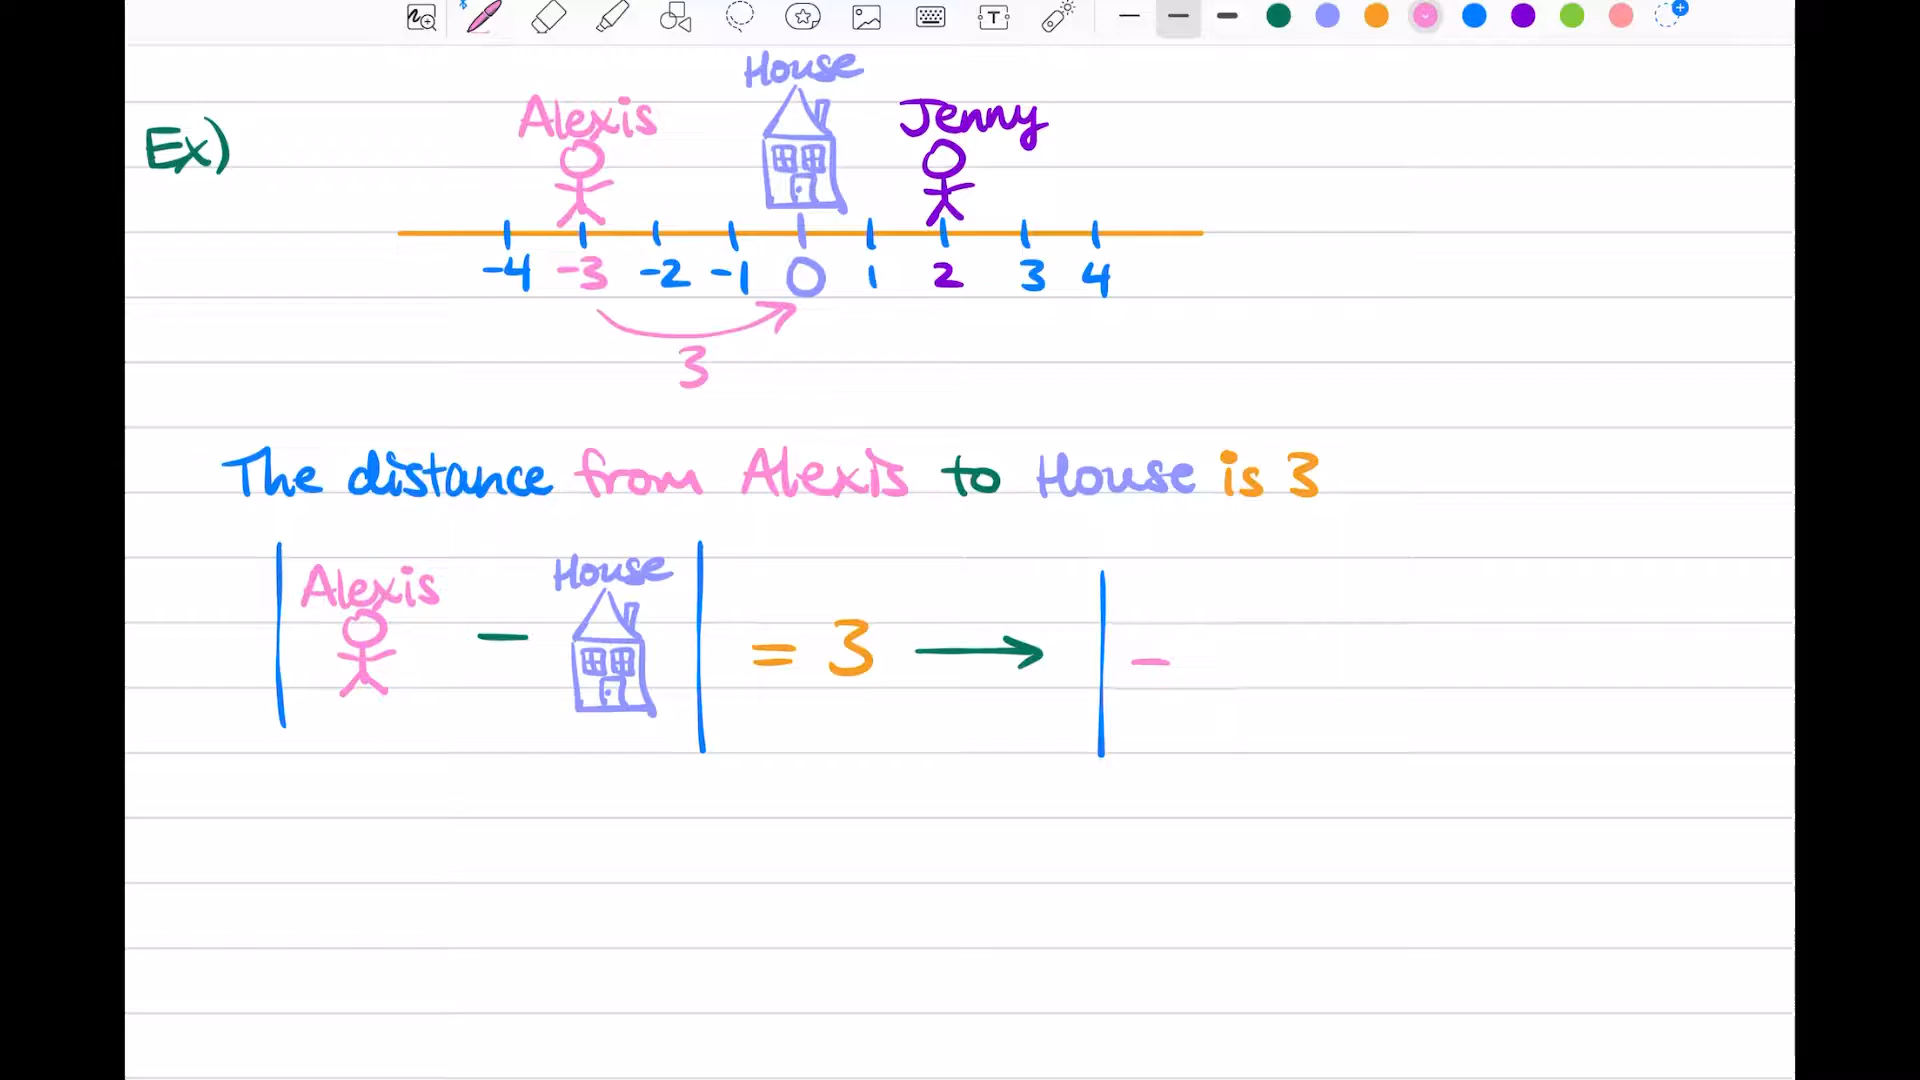 House
Alexis
Jenny
Ex)
-4 -3 -2 -1 0 1 2 3 4
3
The distance from Alexis to House is 3
| Alexis - House | = 3 → | -